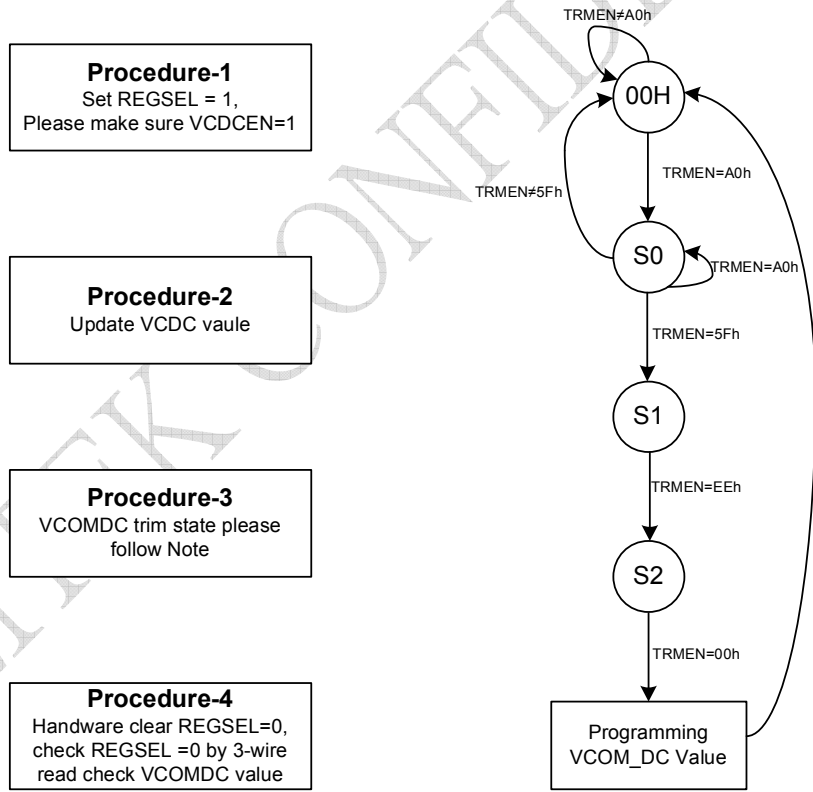 Procedure-1
Set REGSEL = 1,
Please make sure VCDCEN=1
Procedure-2
Update VCDC vaule
Procedure-3
VCOMDC trim state please
follow Note
Procedure-4
Handware clear REGSEL=0,
check REGSEL =0 by 3-wire
read check VCOMDC value
TRMEN≠A0h
00H
TRMEN=A0h
TRMEN≠5Fh
S0
TRMEN=A0h
TRMEN=5Fh
S1
TRMEN=EEh
S2
TRMEN=00h
Programming
VCOM_DC Value